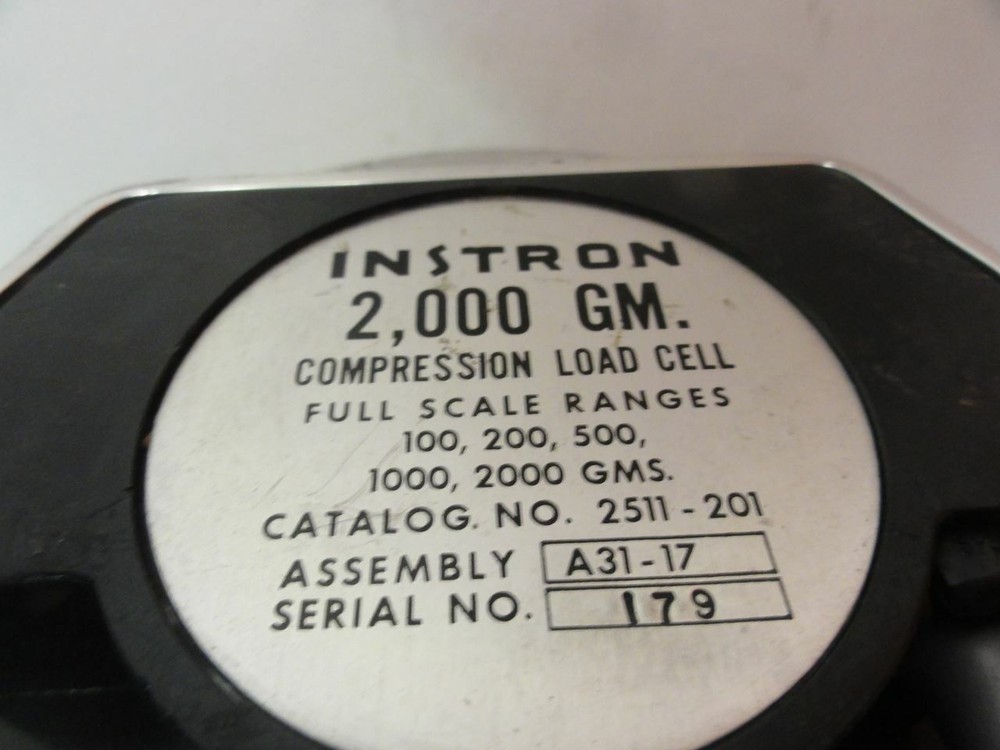 INSTRON
2,000 GM.
COMPRESSION LOAD CELL
FULL SCALE RANGES
100, 200, 500,
1000, 2000 GMS.
CATALOG. NO. 2511-201
ASSEMBLY A31-17
SERIAL NO. 179